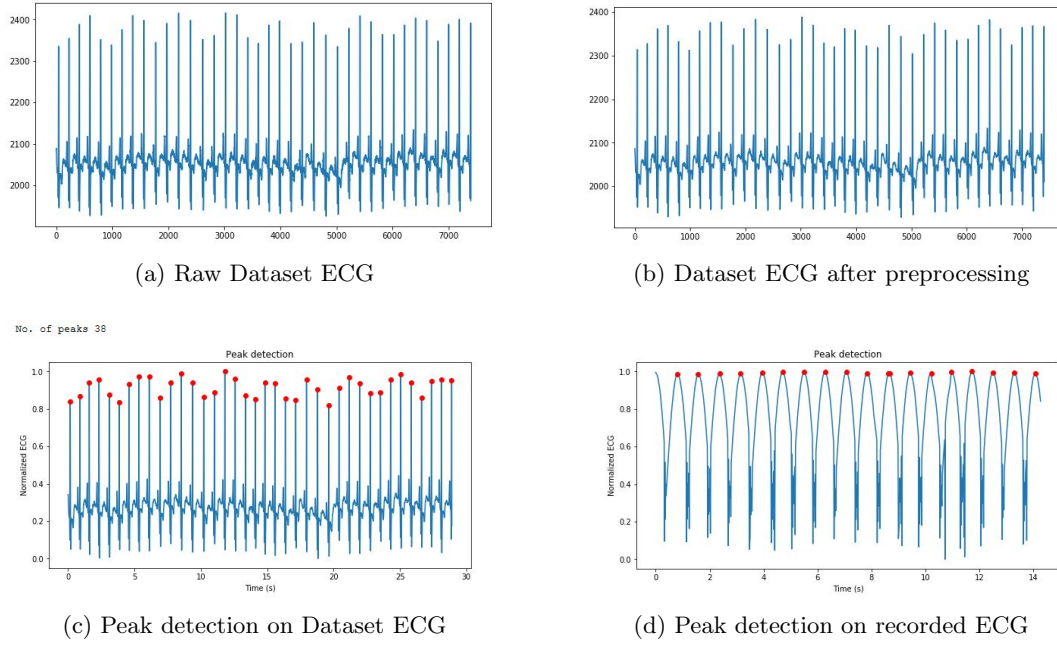 2400
2300
2200
2100
2000
0 1000 2000 3000 4000 5000 6000 7000
(a) Raw Dataset ECG
2400
2300
2200
2100
2000
0 1000 2000 3000 4000 5000 6000 7000
(b) Dataset ECG after preprocessing
No. of peaks 38
Peak detection
1.0
0.8
0.6
0.4
0.2
0.0
Normalized ECG
0 5 10 15 20 25 30
Time (s)
(c) Peak detection on Dataset ECG
Peak detection
1.0
0.8
0.6
0.4
0.2
0.0
Normalized ECG
0 2 4 6 8 10 12 14
Time (s)
(d) Peak detection on recorded ECG